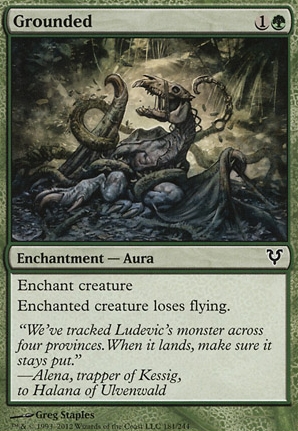 Grounded 1
Enchantment — Aura
Enchant creature
Enchanted creature loses flying.
“We’ve tracked Ludevic’s monster across
four provinces.When it lands, make sure it
stays put.”
—Alena, trapper of Kessig,
to Halana of Ulvenwald
Greg Staples
™ & © 1993–2012 Wizards of the Coast LLC 181/244